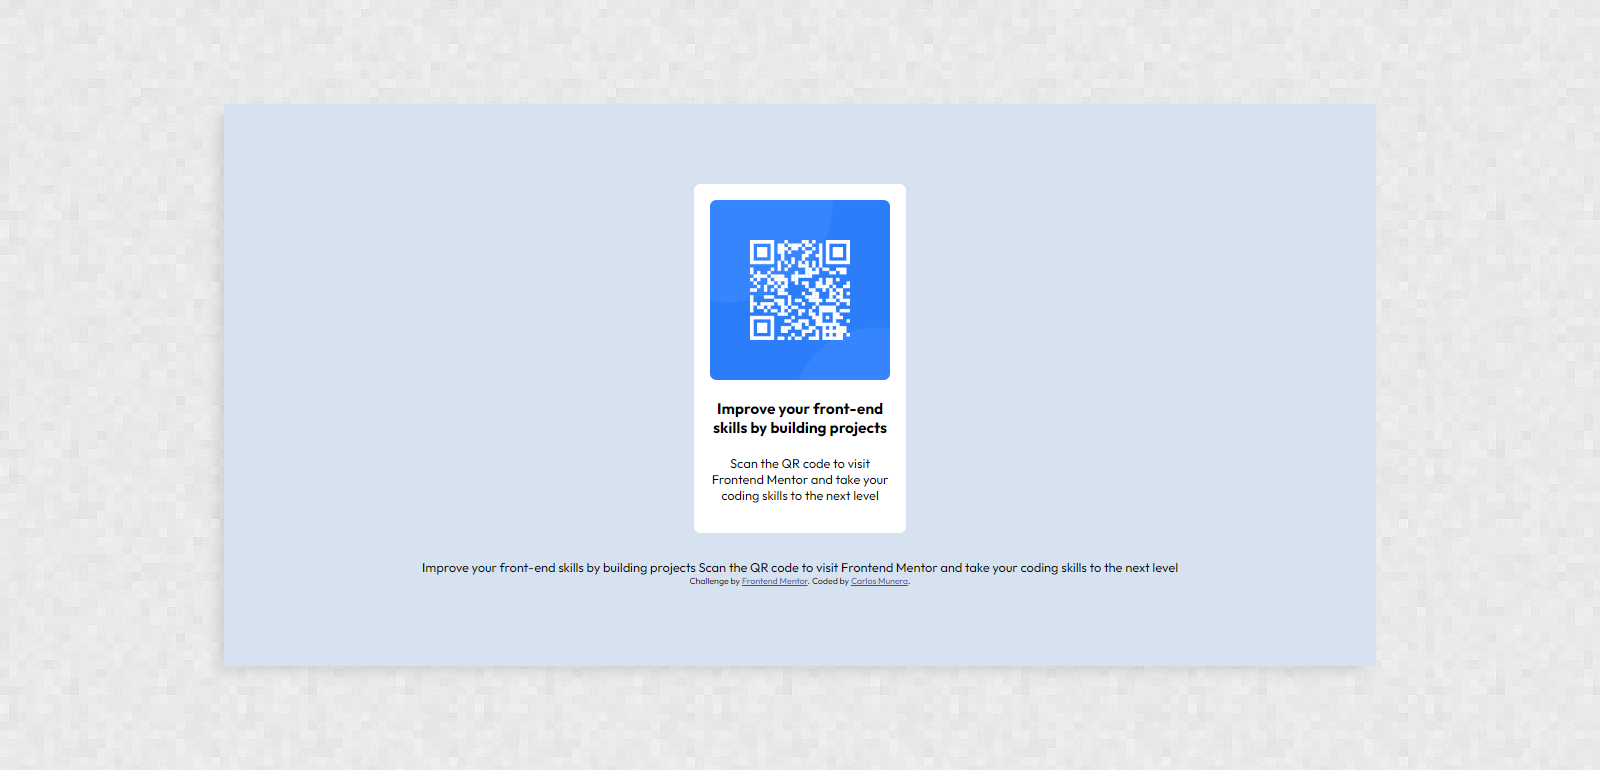 Improve your front-end
skills by building projects
Scan the QR code to visit
Frontend Mentor and take your
coding skills to the next level
Improve your front-end skills by building projects Scan the QR code to visit Frontend Mentor and take your coding skills to the next level
Challenge by Frontend Mentor. Coded by Carlos Munera.